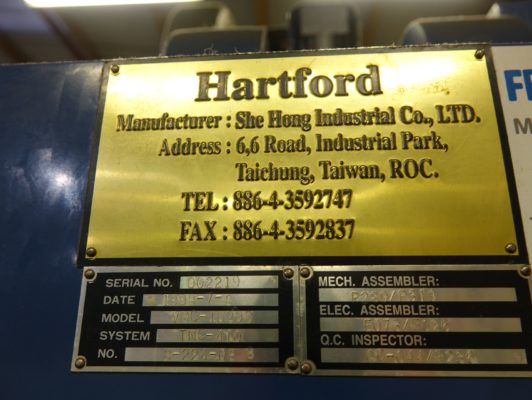 Hartford
Manufacturer : She Hong Industrial Co., LTD.
Address : 6,6 Road, Industrial Park,
Taichung, Taiwan, ROC.
TEL : 886-4-3592747
FAX : 886-4-3592837
SERIAL NO. 002219
DATE
MODEL
SYSTEM
NO.
MECH. ASSEMBLER:
ELEC. ASSEMBLER:
Q.C. INSPECTOR: